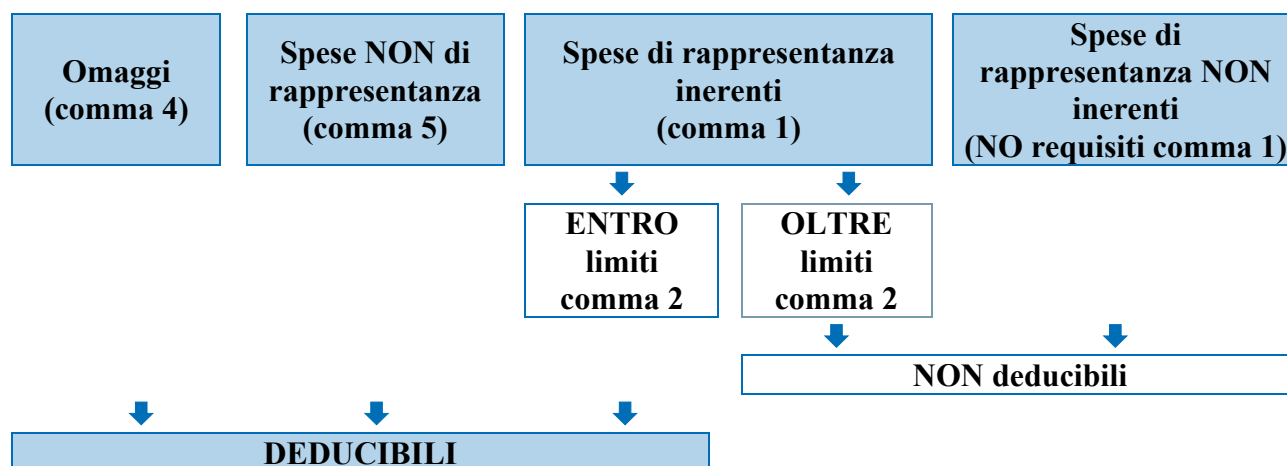 Omaggi
(comma 4)
Spese NON di
rappresentanza
(comma 5)
Spese di rappresentanza
inerenti
(comma 1)
Spese di
rappresentanza NON
inerenti
(NO requisiti comma 1)
ENTRO
limiti
comma 2
OLTRE
limiti
comma 2
NON deducibili
DEDUCIBILI